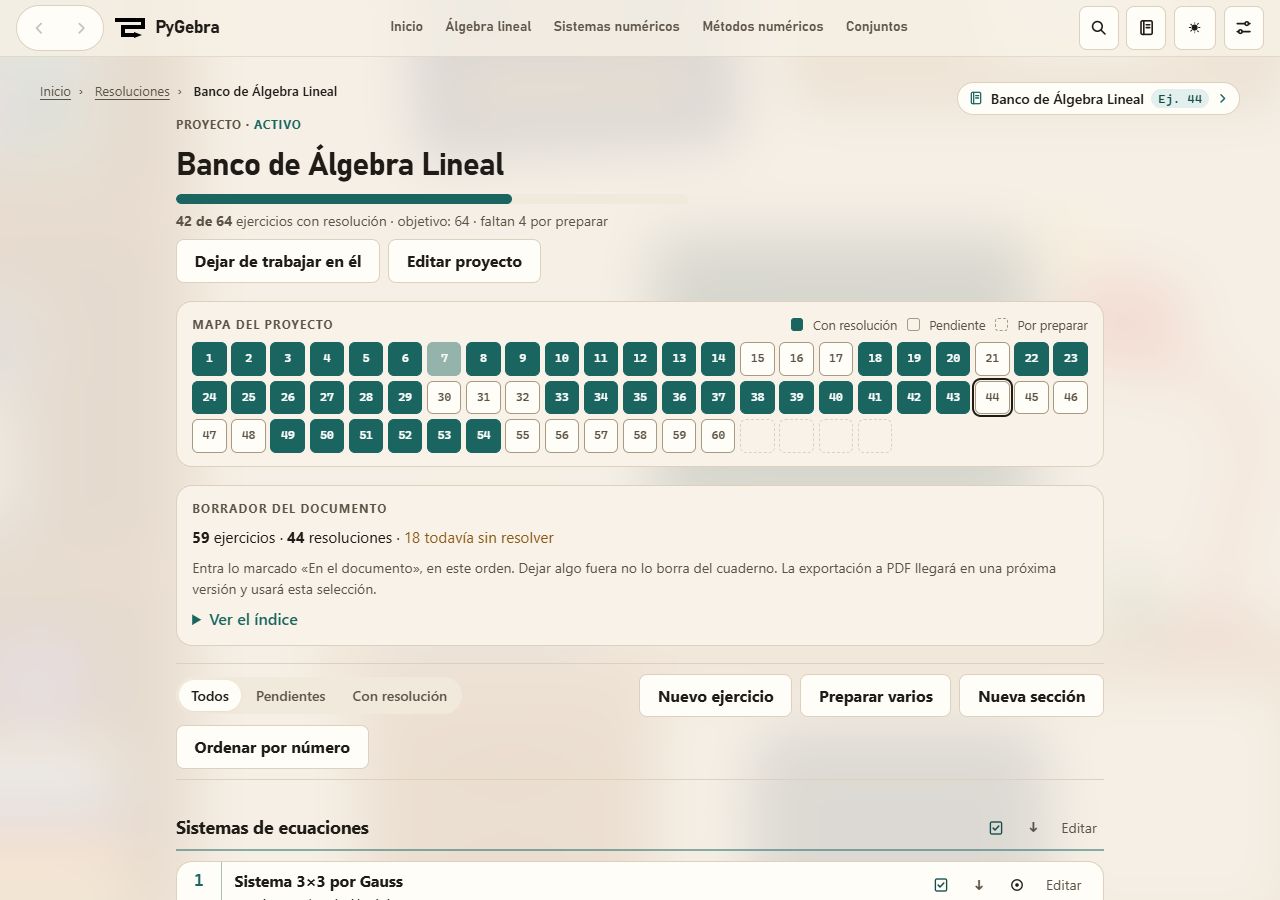 PyGebra
Inicio Álgebra lineal Sistemas numéricos Métodos numéricos Conjuntos
Inicio › Resoluciones › Banco de Álgebra Lineal
Banco de Álgebra Lineal Ej. 44
PROYECTO · ACTIVO
Banco de Álgebra Lineal
42 de 64 ejercicios con resolución · objetivo: 64 · faltan 4 por preparar
Dejar de trabajar en él Editar proyecto
MAPA DEL PROYECTO Con resolución Pendiente Por preparar
1 2 3 4 5 6 7 8 9 10 11 12 13 14 15 16 17 18 19 20 21 22 23
24 25 26 27 28 29 30 31 32 33 34 35 36 37 38 39 40 41 42 43 44 45 46
47 48 49 50 51 52 53 54 55 56 57 58 59 60
BORRADOR DEL DOCUMENTO
59 ejercicios · 44 resoluciones · 18 todavía sin resolver
Entra lo marcado «En el documento», en este orden. Dejar algo fuera no lo borra del cuaderno. La exportación a PDF llegará en una próxima
versión y usará esta selección.
Ver el índice
Todos Pendientes Con resolución Nuevo ejercicio Preparar varios Nueva sección
Ordenar por número
Sistemas de ecuaciones Editar
1 Sistema 3×3 por Gauss Editar